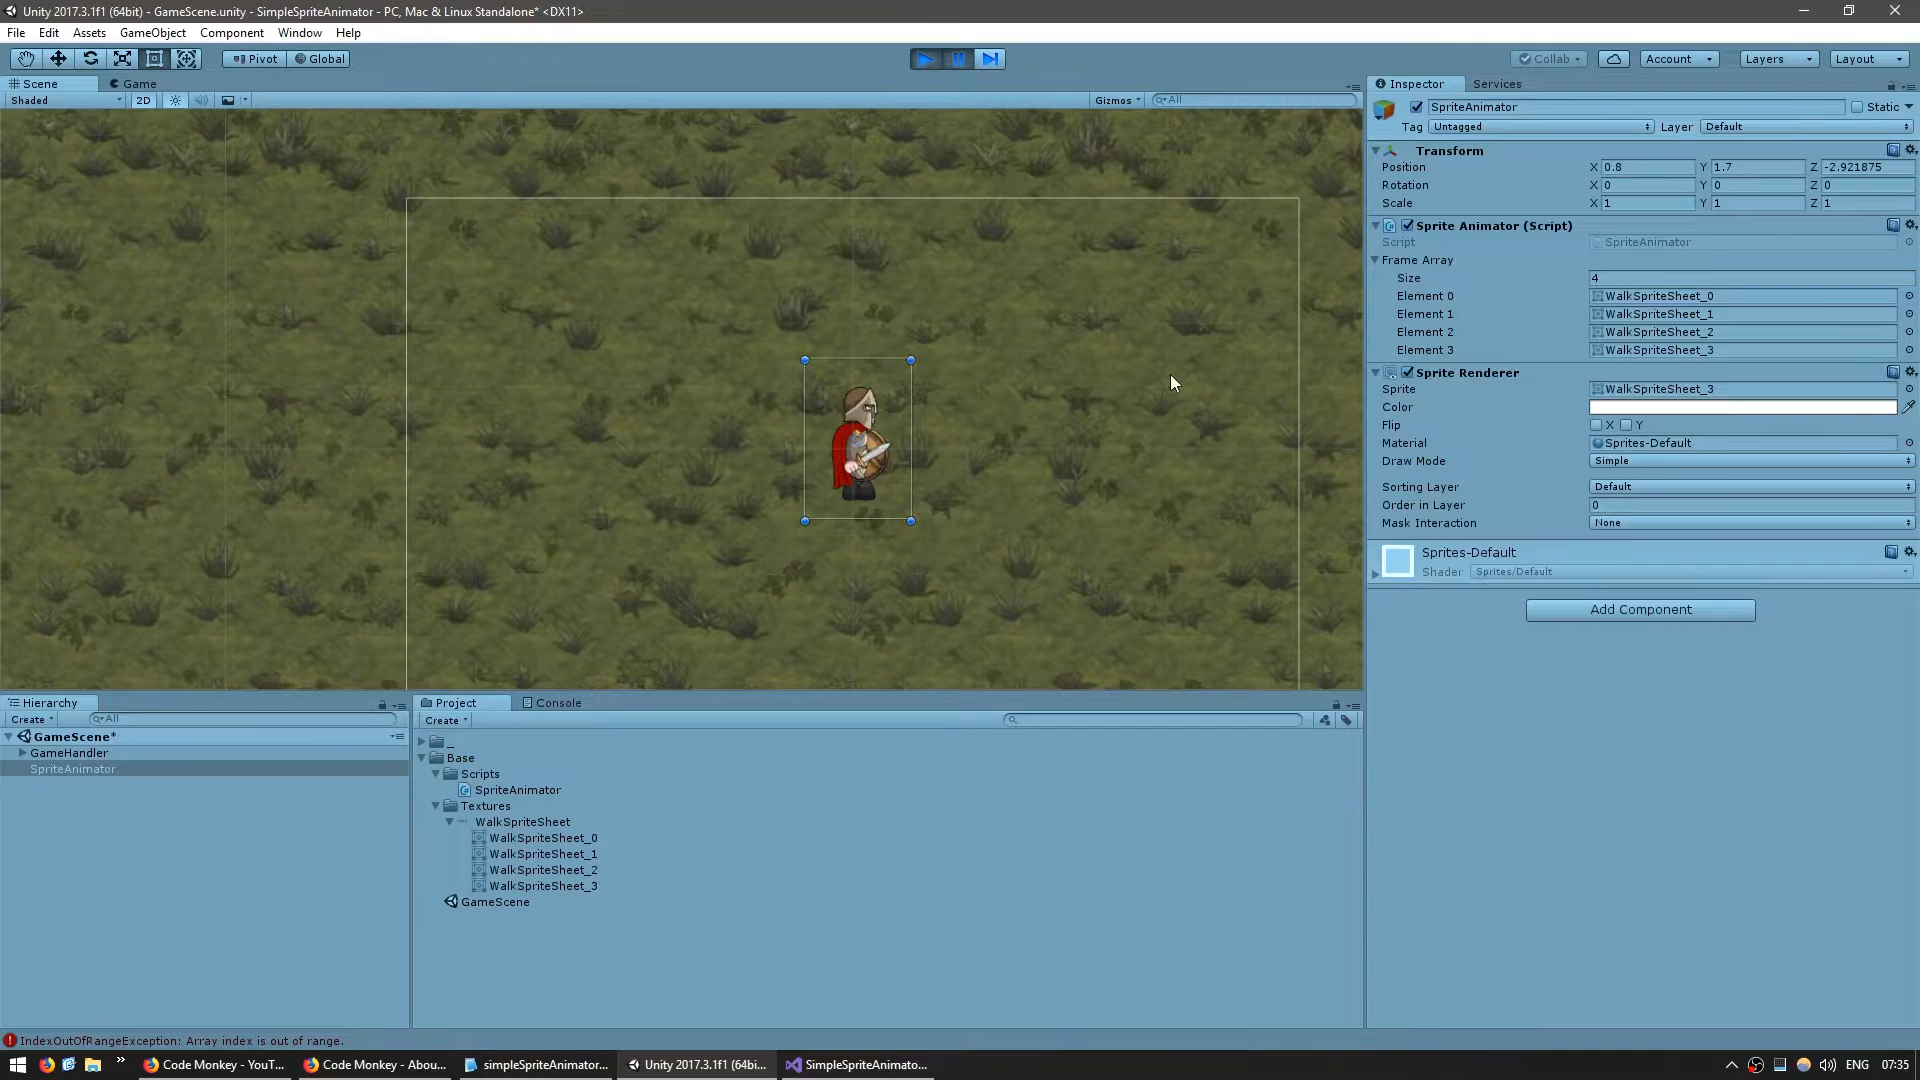 Unity 2017.3.1f1 (64bit) - GameScene.unity - SimpleSpriteAnimator - PC, Mac & Linux Standalone* <DX11>
File Edit Assets GameObject Component Window Help
Pivot Global Collab Account Layers Layout
Scene Game
Shaded 2D Gizmos All
Inspector Services
SpriteAnimator Static
Tag Untagged Layer Default
Transform
Position X 0.8 Y 1.7 Z -2.921875
Rotation X 0 Y 0 Z 0
Scale X 1 Y 1 Z 1
Sprite Animator (Script)
Script SpriteAnimator
Frame Array
Size 4
Element 0 WalkSpriteSheet_0
Element 1 WalkSpriteSheet_1
Element 2 WalkSpriteSheet_2
Element 3 WalkSpriteSheet_3
Sprite Renderer
Sprite WalkSpriteSheet_3
Color
Flip X Y
Material Sprites-Default
Draw Mode Simple
Sorting Layer Default
Order in Layer 0
Mask Interaction None
Sprites-Default
Shader Sprites/Default
Add Component
Hierarchy
Create All
GameScene*
GameHandler
SpriteAnimator
Project Console
Create
_
Base
Scripts
SpriteAnimator
Textures
WalkSpriteSheet
WalkSpriteSheet_0
WalkSpriteSheet_1
WalkSpriteSheet_2
WalkSpriteSheet_3
GameScene
IndexOutOfRangeException: Array index is out of range.
Code Monkey - YouT... Code Monkey - Abou... simpleSpriteAnimator... Unity 2017.3.1f1 (64bi... SimpleSpriteAnimato... ENG 07:35